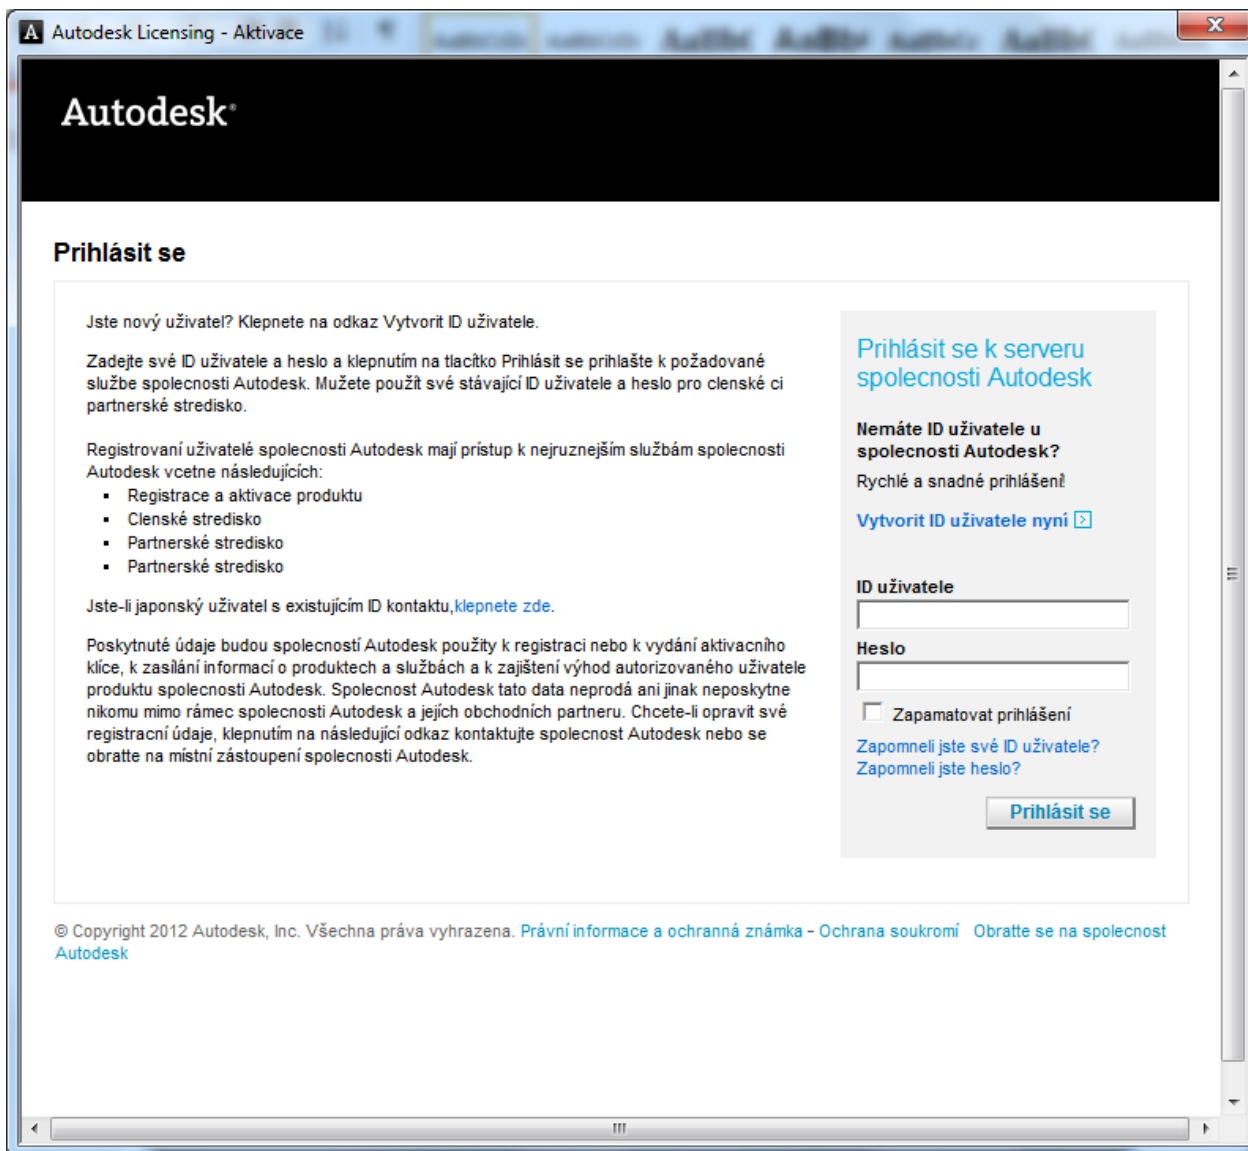 Autodesk Licensing - Aktivace
Autodesk®
Prihlásit se
Jste nový uživatel? Klepnete na odkaz Vytvorit ID uživatele.
Zadejte své ID uživatele a heslo a klepnutím na tlacítko Prihlásit se prihlašte k požadované
službe spolecnosti Autodesk. Mužete použít své stávající ID uživatele a heslo pro clenské ci
partnerské stredisko.
Registrovaní uživatelé spolecnosti Autodesk mají prístup k nejruznejším službám spolecnosti
Autodesk vcetne následujících:
▪ Registrace a aktivace produktu
▪ Clenské stredisko
▪ Partnerské stredisko
▪ Partnerské stredisko
Jste-li japonský uživatel s existujícím ID kontaktu,klepnete zde.
Poskytnuté údaje budou spolecností Autodesk použity k registraci nebo k vydání aktivacního
klíce, k zasílání informací o produktech a službách a k zajištení výhod autorizovaného uživatele
produktu spolecnosti Autodesk. Spolecnost Autodesk tato data neprodá ani jinak neposkytne
nikomu mimo rámec spolecnosti Autodesk a jejích obchodních partneru. Chcete-li opravit své
registracní údaje, klepnutím na následující odkaz kontaktujte spolecnost Autodesk nebo se
obratte na místní zástoupení spolecnosti Autodesk.
Prihlásit se k serveru
spolecnosti Autodesk
Nemáte ID uživatele u
spolecnosti Autodesk?
Rychlé a snadné prihlášení!
Vytvorit ID uživatele nyní
ID uživatele
Heslo
Zapamatovat prihlášení
Zapomneli jste své ID uživatele?
Zapomneli jste heslo?
Prihlásit se
© Copyright 2012 Autodesk, Inc. Všechna práva vyhrazena. Právní informace a ochranná známka – Ochrana soukromí Obratte se na spolecnost
Autodesk